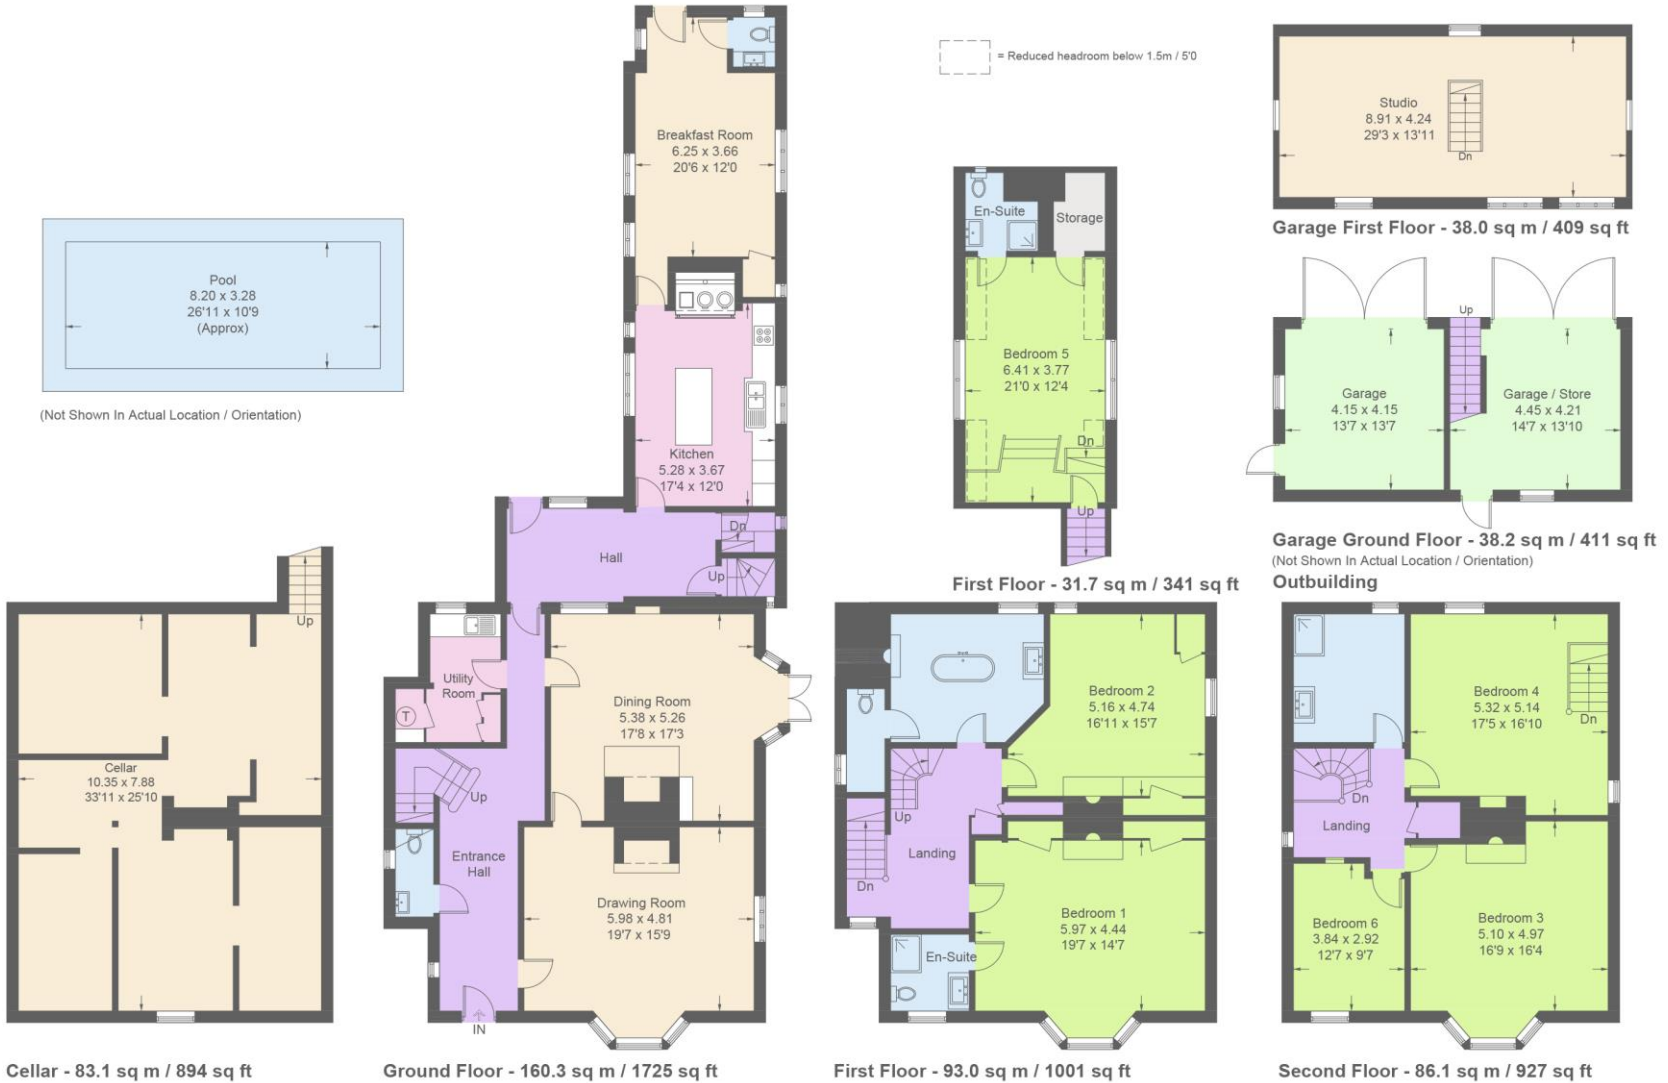 = Reduced headroom below 1.5m / 5'0
Breakfast Room
6.25 x 3.66
20'6 x 12'0
Studio
8.91 x 4.24
29'3 x 13'11
Dn
Garage First Floor - 38.0 sq m / 409 sq ft
En-Suite
Storage
Pool
8.20 x 3.28
26'11 x 10'9
(Approx)
(Not Shown In Actual Location / Orientation)
Bedroom 5
6.41 x 3.77
21'0 x 12'4
Dn
Up
Up
Garage
4.15 x 4.15
13'7 x 13'7
Garage / Store
4.45 x 4.21
14'7 x 13'10
Kitchen
5.28 x 3.67
17'4 x 12'0
Dn
Hall
Up
First Floor - 31.7 sq m / 341 sq ft
Garage Ground Floor - 38.2 sq m / 411 sq ft
(Not Shown In Actual Location / Orientation)
Outbuilding
Up
Cellar
10.35 x 7.88
33'11 x 25'10
Utility
Room
T
Up
Dining Room
5.38 x 5.26
17'8 x 17'3
Entrance
Hall
Drawing Room
5.98 x 4.81
19'7 x 15'9
IN
Bedroom 2
5.16 x 4.74
16'11 x 15'7
Up
Landing
Dn
Bedroom 1
5.97 x 4.44
19'7 x 14'7
En-Suite
Bedroom 4
5.32 x 5.14
17'5 x 16'10
Dn
Dn
Landing
Bedroom 6
3.84 x 2.92
12'7 x 9'7
Bedroom 3
5.10 x 4.97
16'9 x 16'4
Cellar - 83.1 sq m / 894 sq ft
Ground Floor - 160.3 sq m / 1725 sq ft
First Floor - 93.0 sq m / 1001 sq ft
Second Floor - 86.1 sq m / 927 sq ft